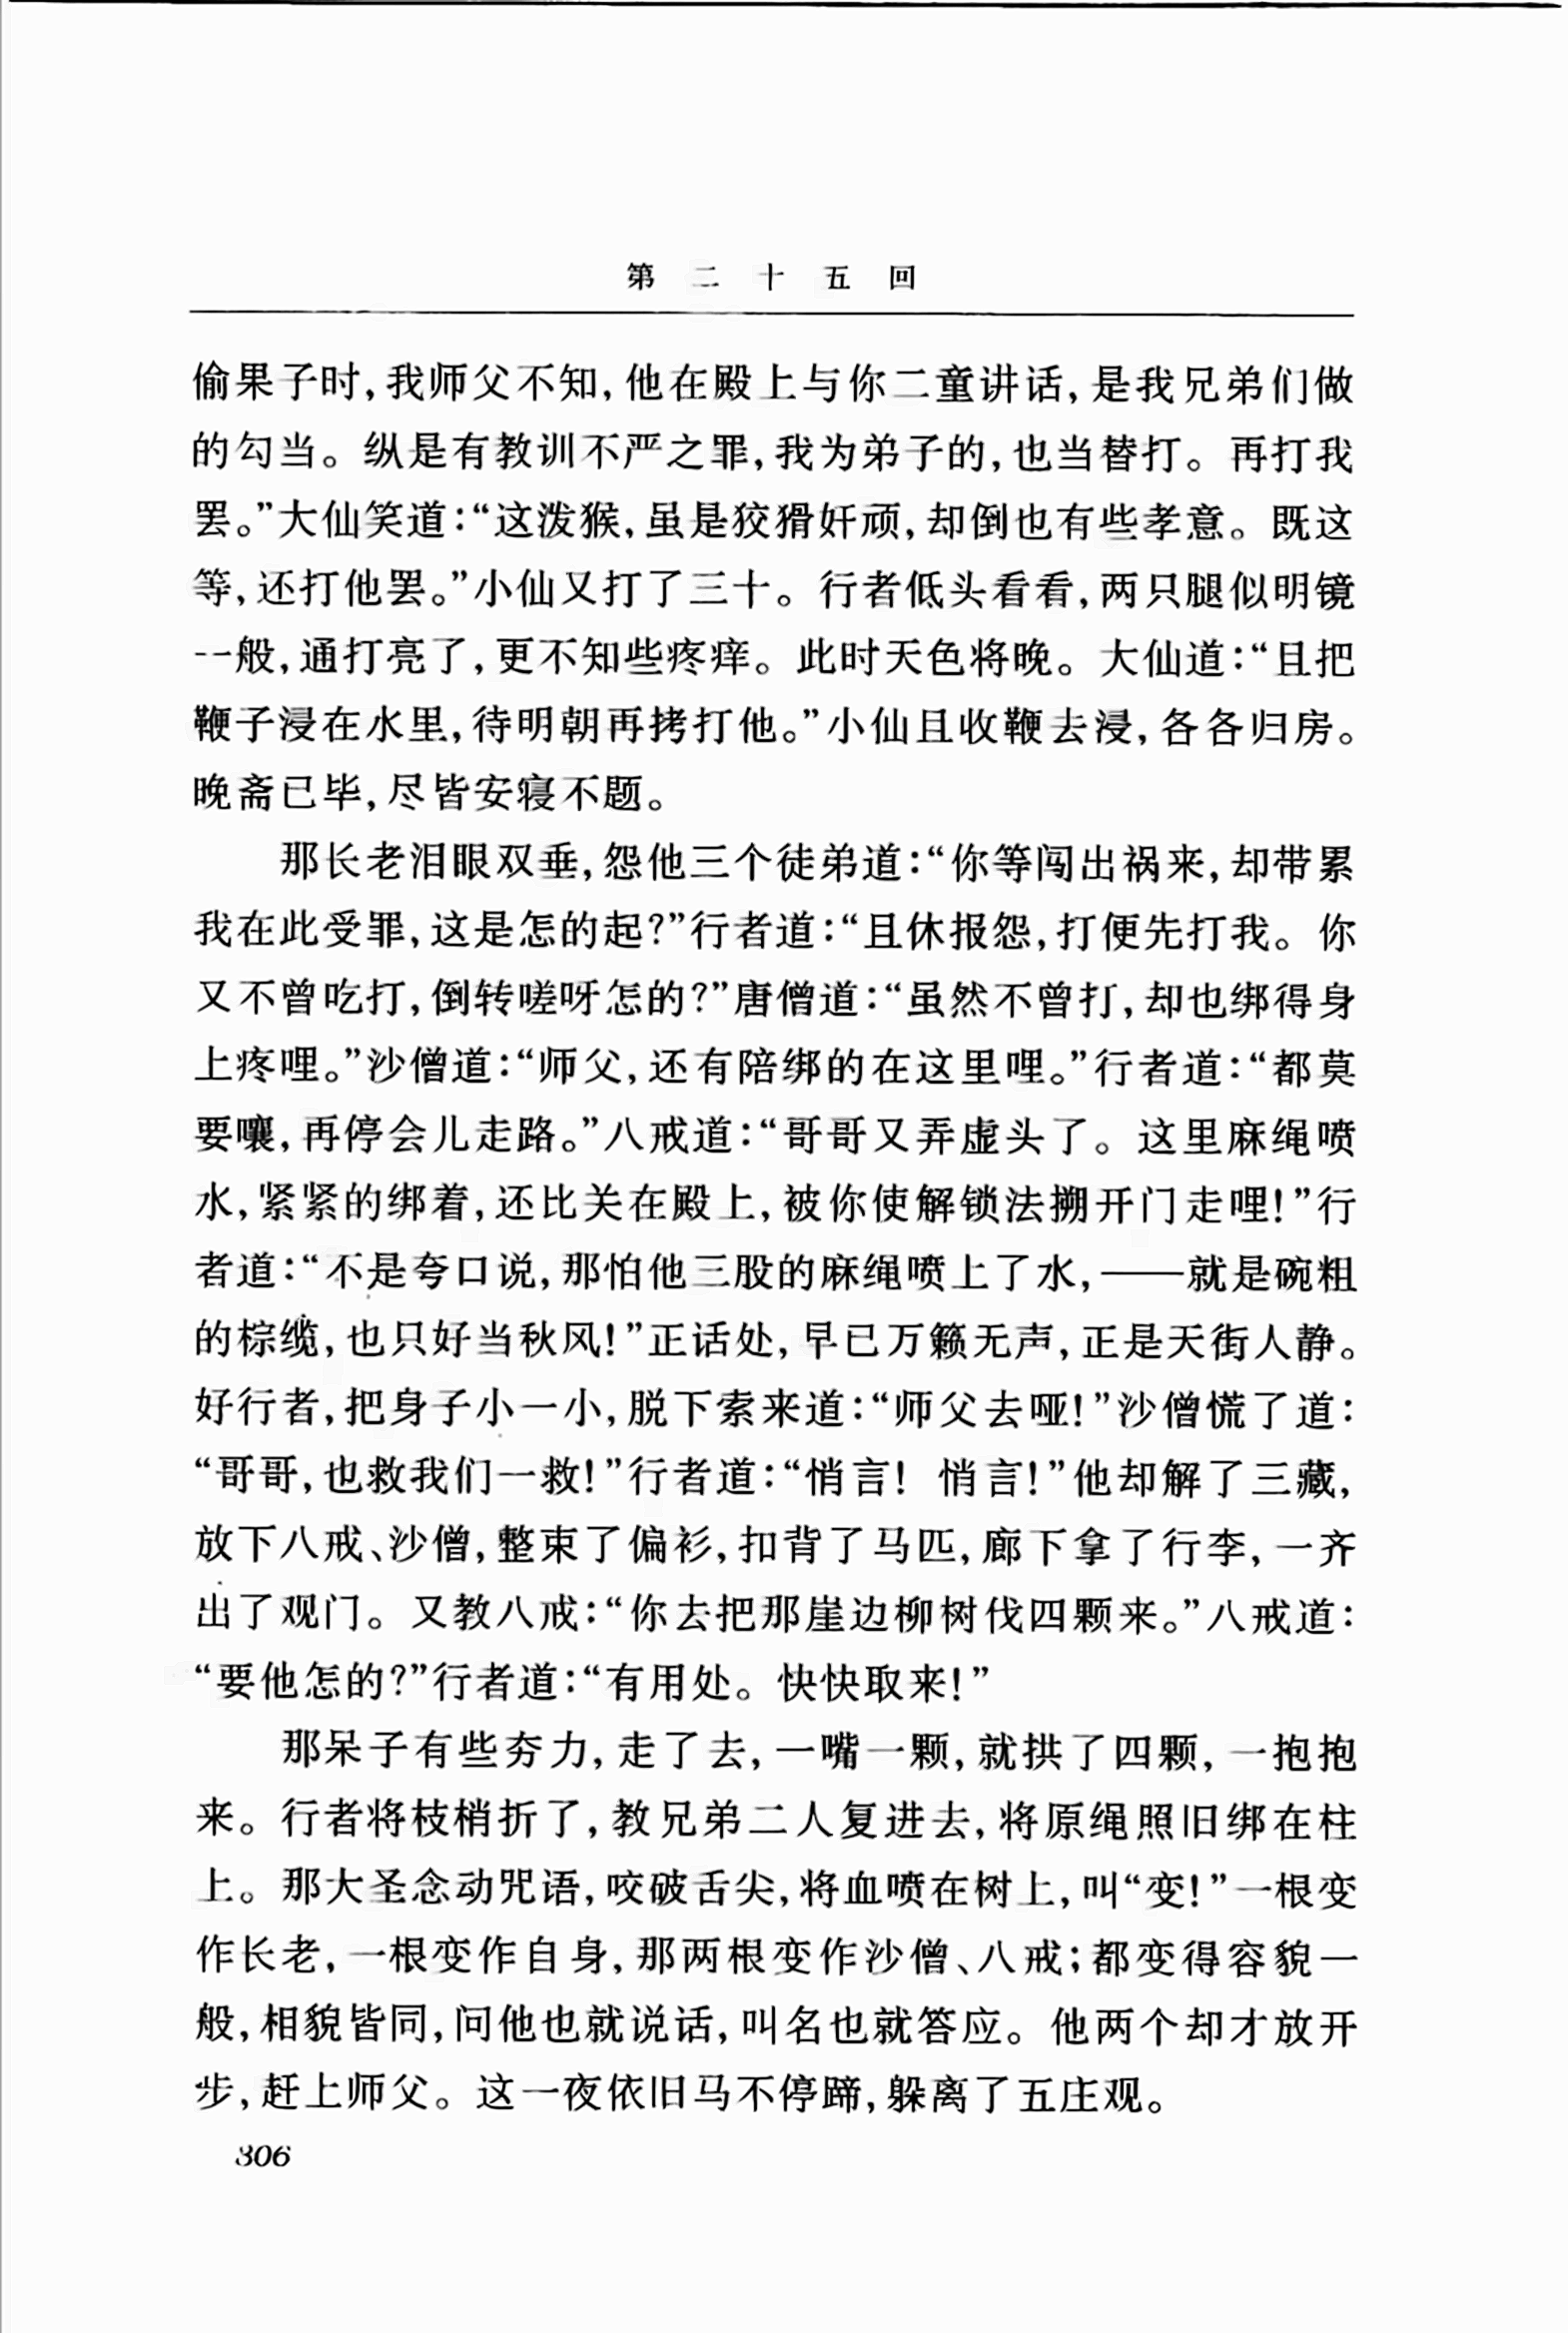 第二十五回
偷果子时,我师父不知,他在殿上与你二童讲话,是我兄弟们做
的勾当。纵是有教训不严之罪,我为弟子的,也当替打。再打我
罢。”大仙笑道:“这泼猴,虽是狡猾奸顽,却倒也有些孝意。既这
等,还打他罢。”小仙又打了三十。行者低头看看,两只腿似明镜
一般,通打亮了,更不知些疼痒。此时天色将晚。大仙道:“且把
鞭子浸在水里,待明朝再拷打他。”小仙且收鞭去浸,各各归房。
晚斋已毕,尽皆安寝不题。
那长老泪眼双垂,怨他三个徒弟道:“你等闯出祸来,却带累
我在此受罪,这是怎的起?”行者道:“且休报怨,打便先打我。你
又不曾吃打,倒转嗟呀怎的?”唐僧道:“虽然不曾打,却也绑得身
上疼哩。”沙僧道:“师父,还有陪绑的在这里哩。”行者道:“都莫
要嚷,再停会儿走路。”八戒道:“哥哥又弄虚头了。这里麻绳喷
水,紧紧的绑着,还比关在殿上,被你使解锁法搠开门走哩!”行
者道:“不是夸口说,那怕他三股的麻绳喷上了水,——就是碗粗
的棕缆,也只好当秋风!”正话处,早已万籁无声,正是天街人静。
好行者,把身子小一小,脱下索来道:“师父去哑!”沙僧慌了道:
“哥哥,也救我们一救!”行者道:“悄言! 悄言!”他却解了三藏,
放下八戒、沙僧,整束了偏衫,扣背了马匹,廊下拿了行李,一齐
出了观门。又教八戒:“你去把那崖边柳树伐四颗来。”八戒道:
“要他怎的?”行者道:“有用处。快快取来!”
那呆子有些夯力,走了去,一嘴一颗,就拱了四颗,一抱抱
来。行者将枝梢折了,教兄弟二人复进去,将原绳照旧绑在柱
上。那大圣念动咒语,咬破舌尖,将血喷在树上,叫“变!”一根变
作长老,一根变作自身,那两根变作沙僧、八戒;都变得容貌一
般,相貌皆同,问他也就说话,叫名也就答应。他两个却才放开
步,赶上师父。这一夜依旧马不停蹄,躲离了五庄观。
306